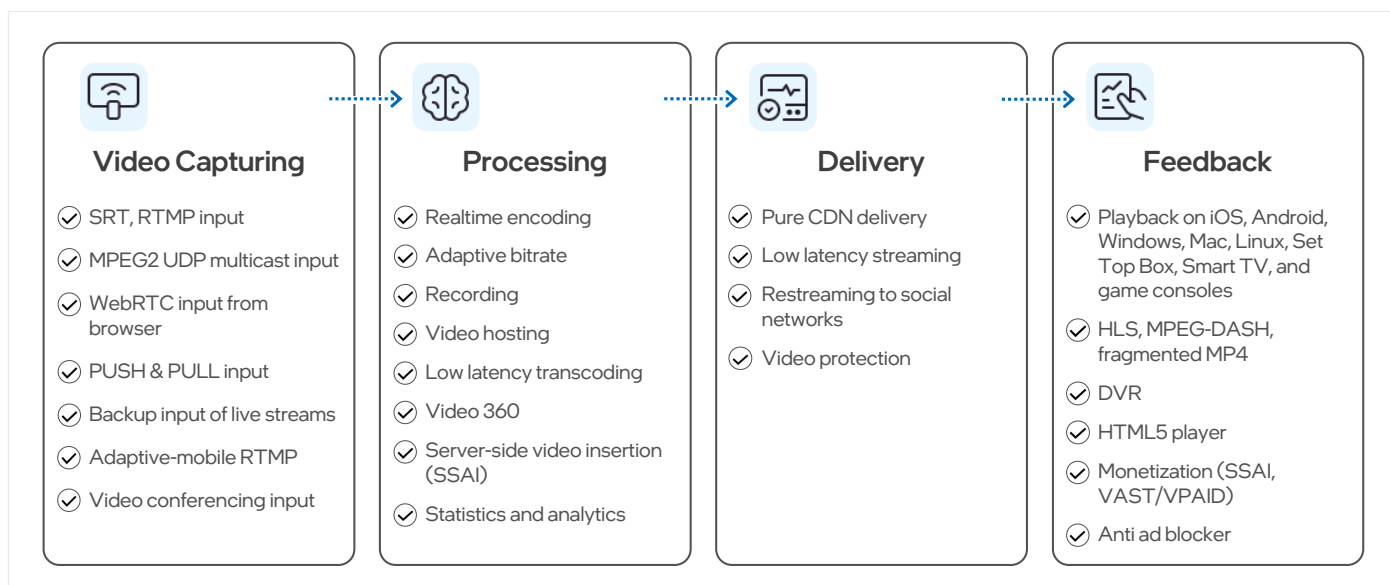 Video Capturing
SRT, RTMP input
MPEG2 UDP multicast input
WebRTC input from
browser
PUSH & PULL input
Backup input of live streams
Adaptive-mobile RTMP
Video conferencing input
Processing
Realtime encoding
Adaptive bitrate
Recording
Video hosting
Low latency transcoding
Video 360
Server-side video insertion
(SSAI)
Statistics and analytics
Delivery
Pure CDN delivery
Low latency streaming
Restreaming to social
networks
Video protection
Feedback
Playback on iOS, Android,
Windows, Mac, Linux, Set
Top Box, Smart TV, and
game consoles
HLS, MPEG-DASH,
fragmented MP4
DVR
HTML5 player
Monetization (SSAI,
VAST/VPAID)
Anti ad blocker